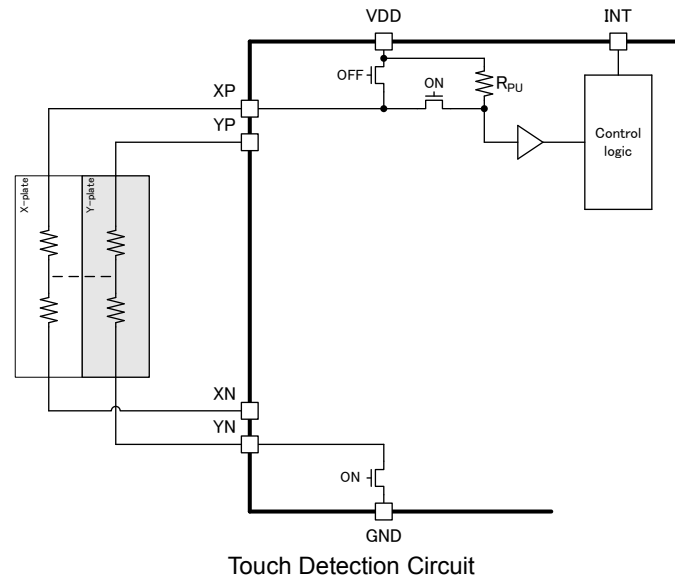 VDD
INT
OFF
ON
RPU
XP
YP
Control
logic
X-plate
Y-plate
XN
YN
ON
GND
Touch Detection Circuit